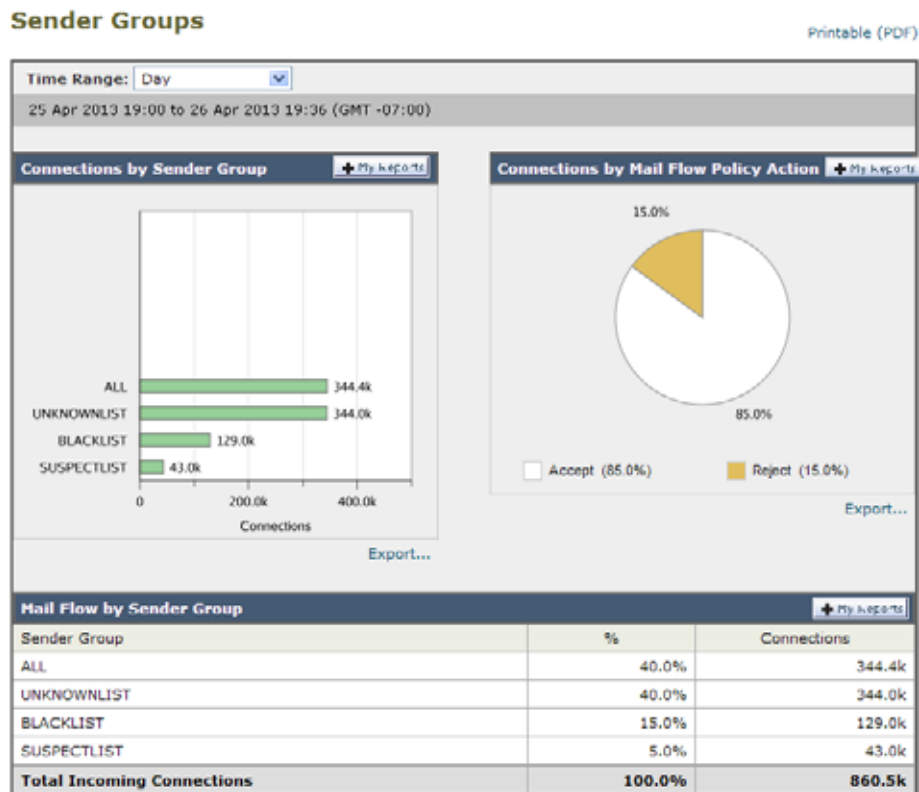 Sender Groups
Printable (PDF)
Time Range: Day
25 Apr 2013 19:00 to 26 Apr 2013 19:36 (GMT -07:00)
Connections by Sender Group
My Reports
ALL 344.4k
UNKNOWNLIST 344.0k
BLACKLIST 129.0k
SUSPECTLIST 43.0k
0 200.0k 400.0k
Connections
Export...
Connections by Mail Flow Policy Action
My Reports
15.0%
85.0%
Accept (85.0%) Reject (15.0%)
Export...
Mail Flow by Sender Group
My Reports
Sender Group % Connections
ALL 40.0% 344.4k
UNKNOWNLIST 40.0% 344.0k
BLACKLIST 15.0% 129.0k
SUSPECTLIST 5.0% 43.0k
Total Incoming Connections 100.0% 860.5k